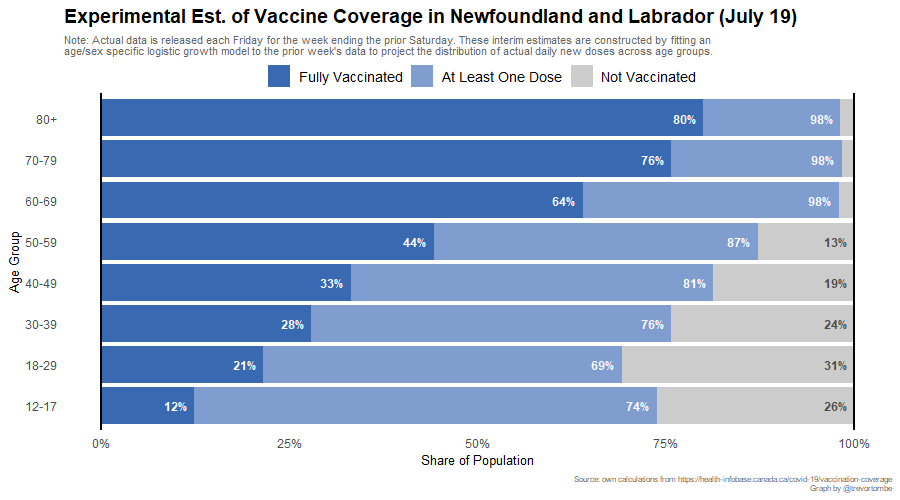 Experimental Est. of Vaccine Coverage in Newfoundland and Labrador (July 19)
Note: Actual data is released each Friday for the week ending the prior Saturday. These interim estimates are constructed by fitting an
age/sex specific logistic growth model to the prior week's data to project the distribution of actual daily new doses across age groups.
Fully Vaccinated At Least One Dose Not Vaccinated
80+ 80% 98%
70-79 76% 98%
60-69 64% 98%
50-59 44% 87% 13%
Age Group
40-49 33% 81% 19%
30-39 28% 76% 24%
18-29 21% 69% 31%
12-17 12% 74% 26%
0% 25% 50% 75% 100%
Share of Population
Source: own calculations from https://health-infobase.canada.ca/covid-19/vaccination-coverage
Graph by @trevortombe